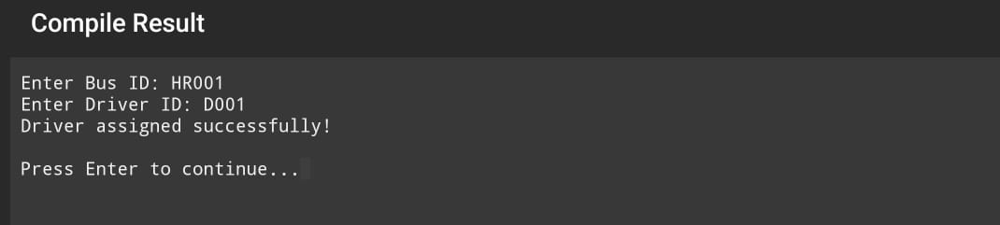 Compile Result
Enter Bus ID: HR001
Enter Driver ID: D001
Driver assigned successfully!
Press Enter to continue...